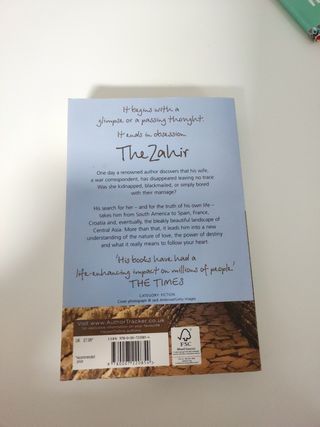 It begins with a
glimpse or a passing thought.
It ends in obsession
The Zahir
One day a renowned author discovers that his wife,
a war correspondent, has disappeared leaving no trace
Was she kidnapped, blackmailed, or simply bored
with their marriage?
His search for her – and for the truth of his own life –
takes him from South America to Spain, France,
Croatia and, eventually, the bleakly beautiful landscape of
Central Asia. More than that, it leads him into a new
understanding of the nature of love, the power of destiny
and what it really means to follow your heart.
'His books have had a
life-enhancing impact on millions of people'
THE TIMES
CATEGORY FICTION
Visit www.AuthorTracker.co.uk
UK £7.99*
*recommended
price
FSC